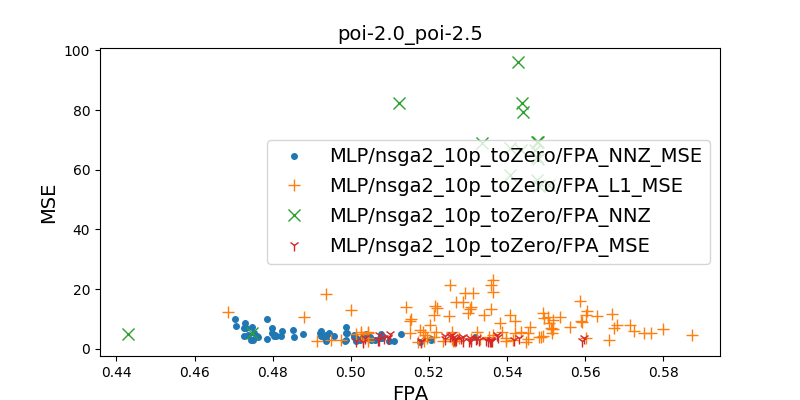 poi-2.0_poi-2.5
100
80
60
40
20
0
MSE
MLP/nsga2_10p_toZero/FPA_NNZ_MSE
MLP/nsga2_10p_toZero/FPA_L1_MSE
MLP/nsga2_10p_toZero/FPA_NNZ
MLP/nsga2_10p_toZero/FPA_MSE
0.44 0.46 0.48 0.50 0.52 0.54 0.56 0.58
FPA